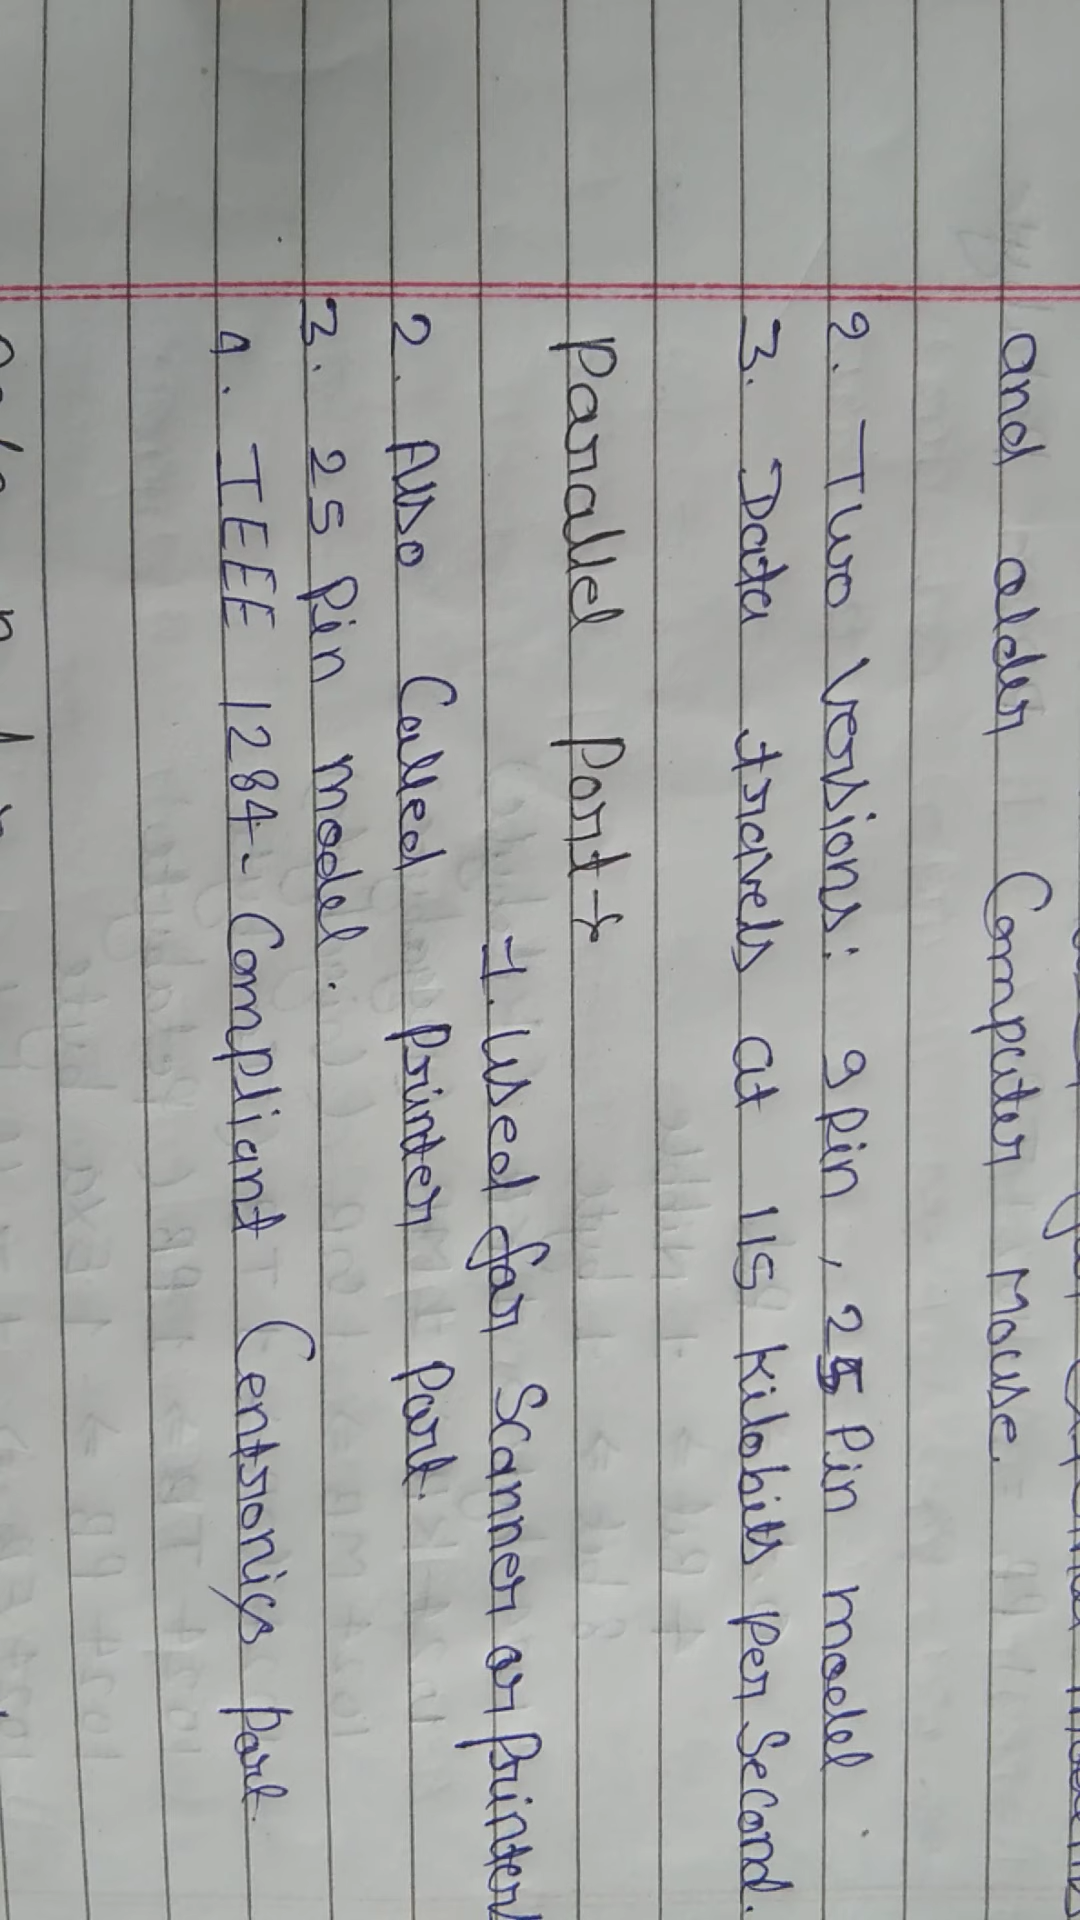 and older Computer Mouse.
2. Two Versions: 9 Pin, 25 Pin model
3. Data travels at 115 kilobits per Second.
Parallel Port :-
1. Used for Scanner or Printer
2. Also Called Printer Port.
3. 25 Pin model.
4. IEEE 1284- Compliant Centronics Port.